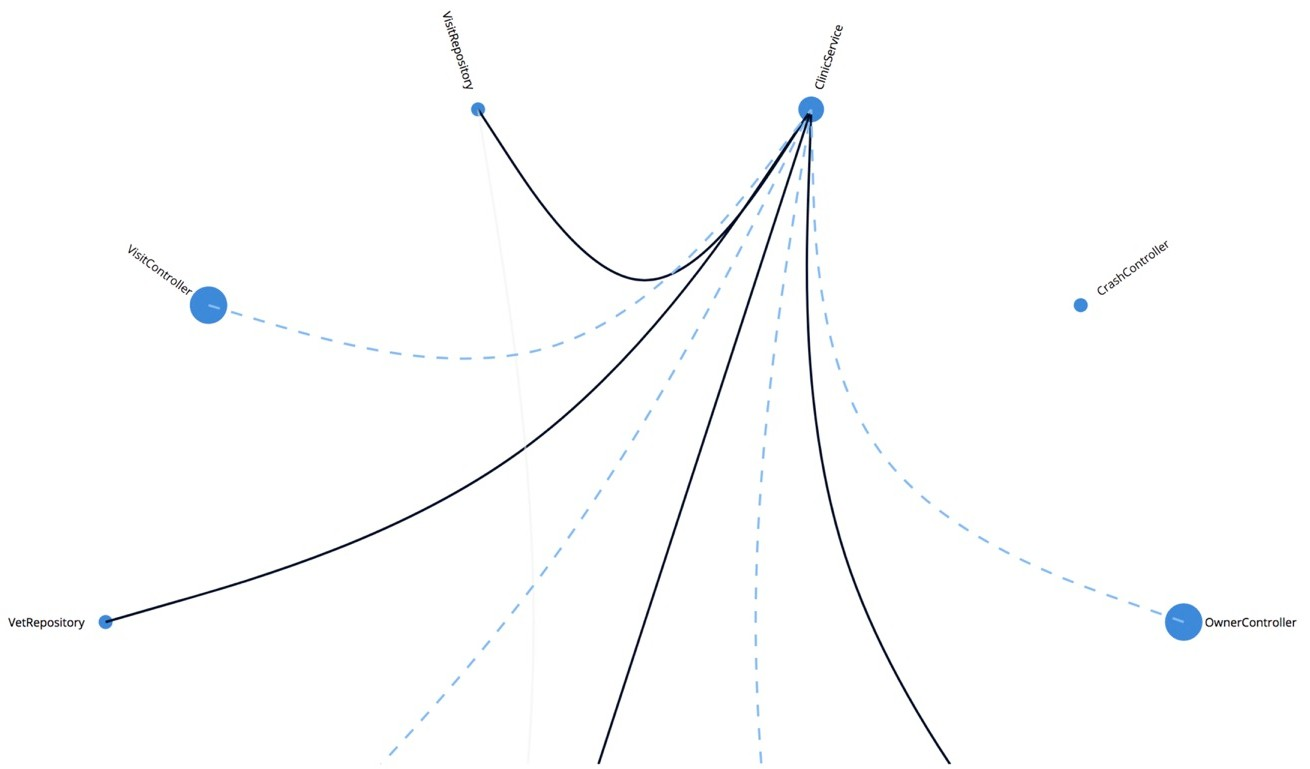 VisitRepository
ClinicService
VisitController
CrashController
VetRepository
OwnerController